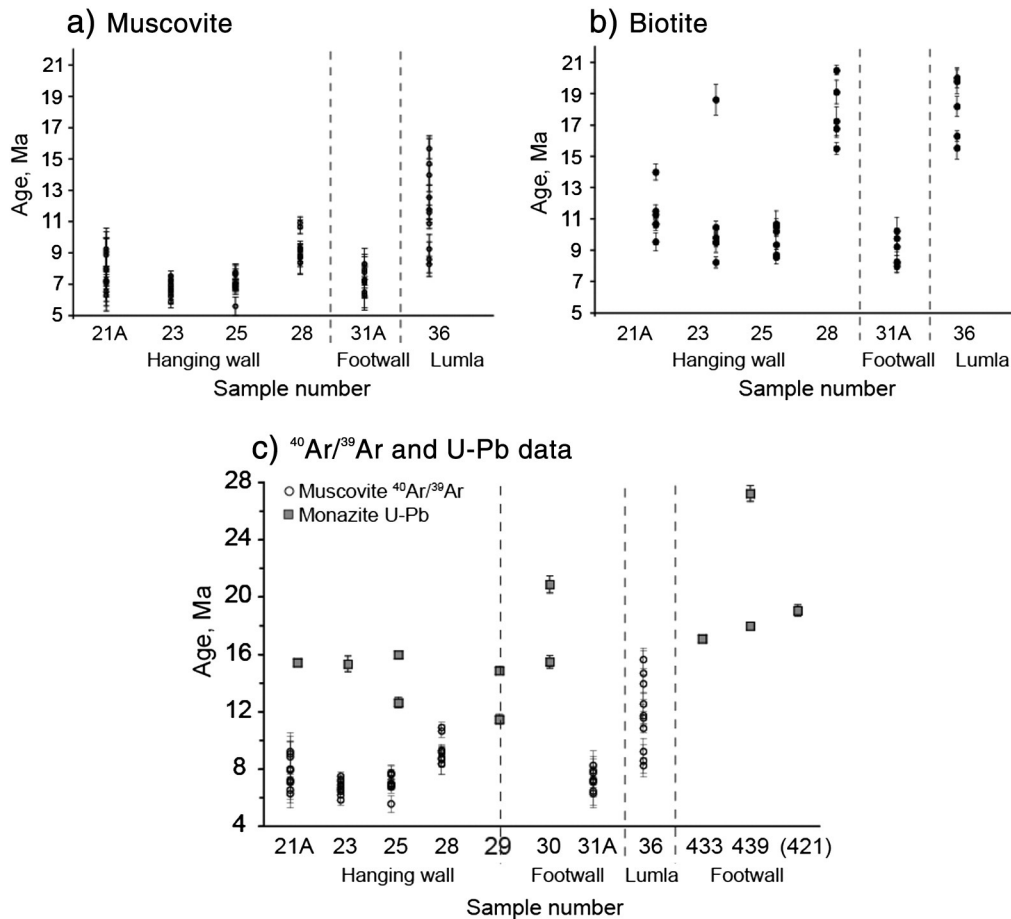 a) Muscovite
21
19
17
15
13
11
9
7
5
Age, Ma
21A 23 25 28 31A 36
Hanging wall Footwall Lumla
Sample number
b) Biotite
21
19
17
15
13
11
9
7
5
Age, Ma
21A 23 25 28 31A 36
Hanging wall Footwall Lumla
Sample number
c) ⁴⁰Ar/³⁹Ar and U-Pb data
Muscovite ⁴⁰Ar/³⁹Ar
Monazite U-Pb
28
24
20
16
12
8
4
Age, Ma
21A 23 25 28 29 30 31A 36 433 439 (421)
Hanging wall Footwall Lumla Footwall
Sample number